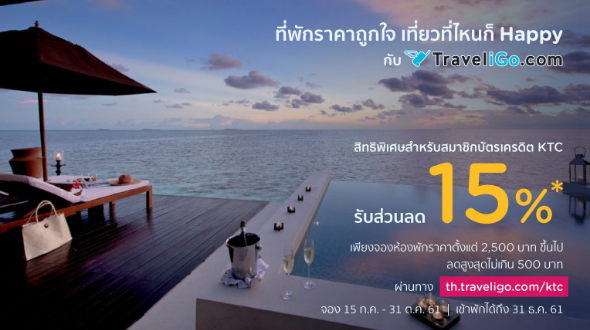 ที่พักราคาถูกใจ เที่ยวที่ไหนก็ Happy
กับ TraveliGo.com
สิทธิพิเศษสำหรับสมาชิกบัตรเครดิต KTC
รับส่วนลด 15%*
เพียงจองห้องพักราคาตั้งแต่ 2,500 บาท ขึ้นไป
ลดสูงสุดไม่เกิน 500 บาท
ผ่านทาง th.traveligo.com/ktc
จอง 15 ก.ค. - 31 ต.ค. 61 | เข้าพักได้ถึง 31 ธ.ค. 61